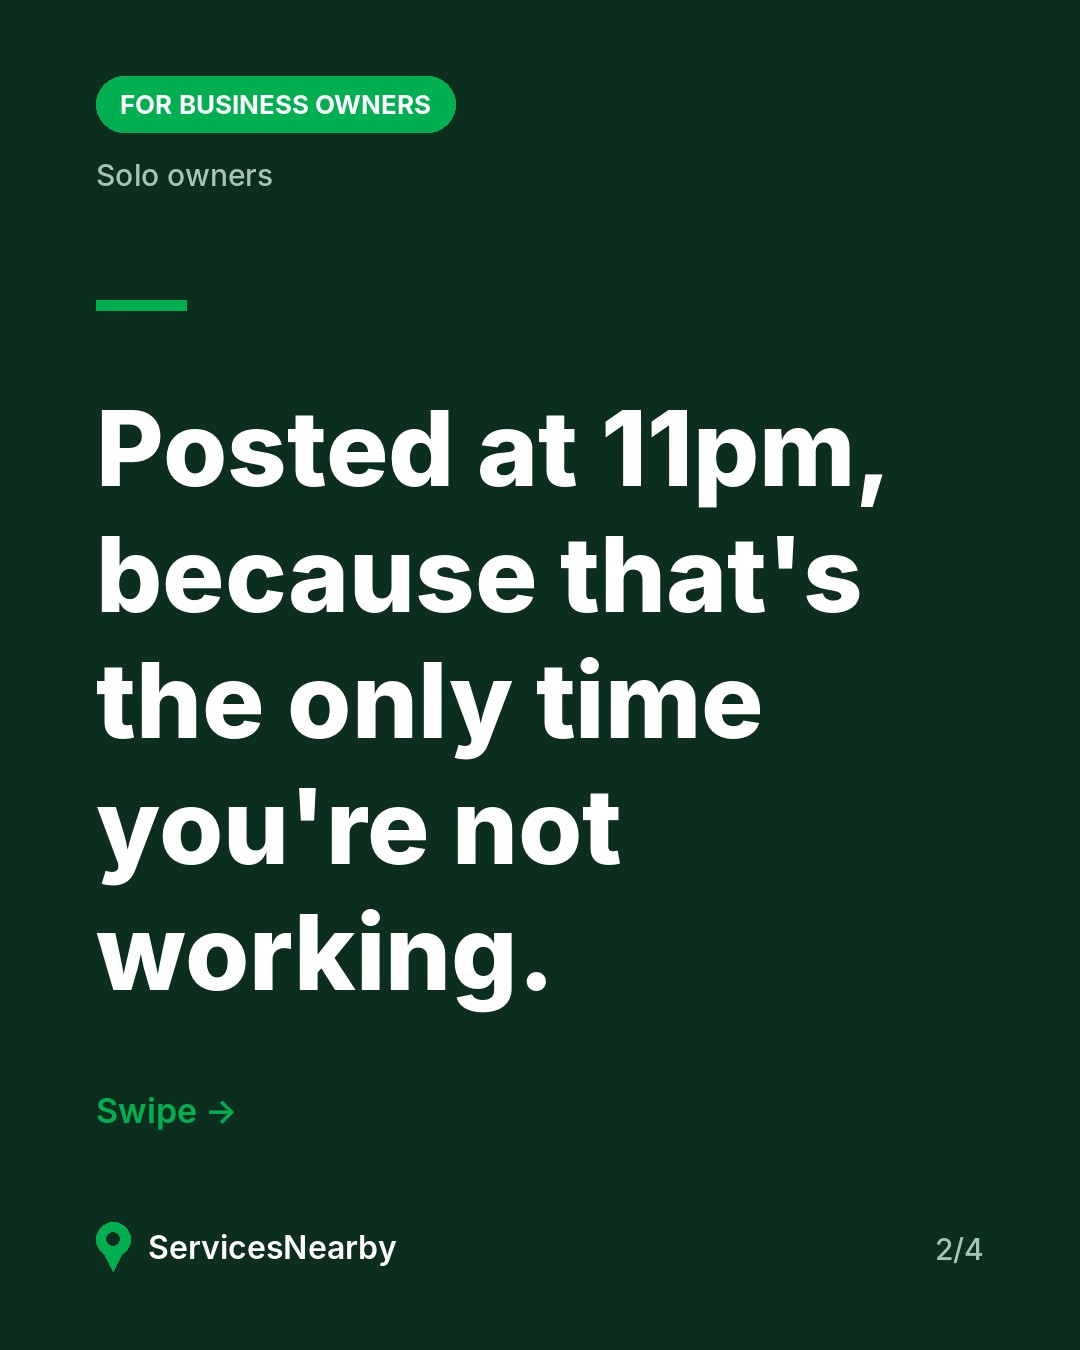 FOR BUSINESS OWNERS
Solo owners
Posted at 11pm,
because that's
the only time
you're not
working.
Swipe →
ServicesNearby
2/4